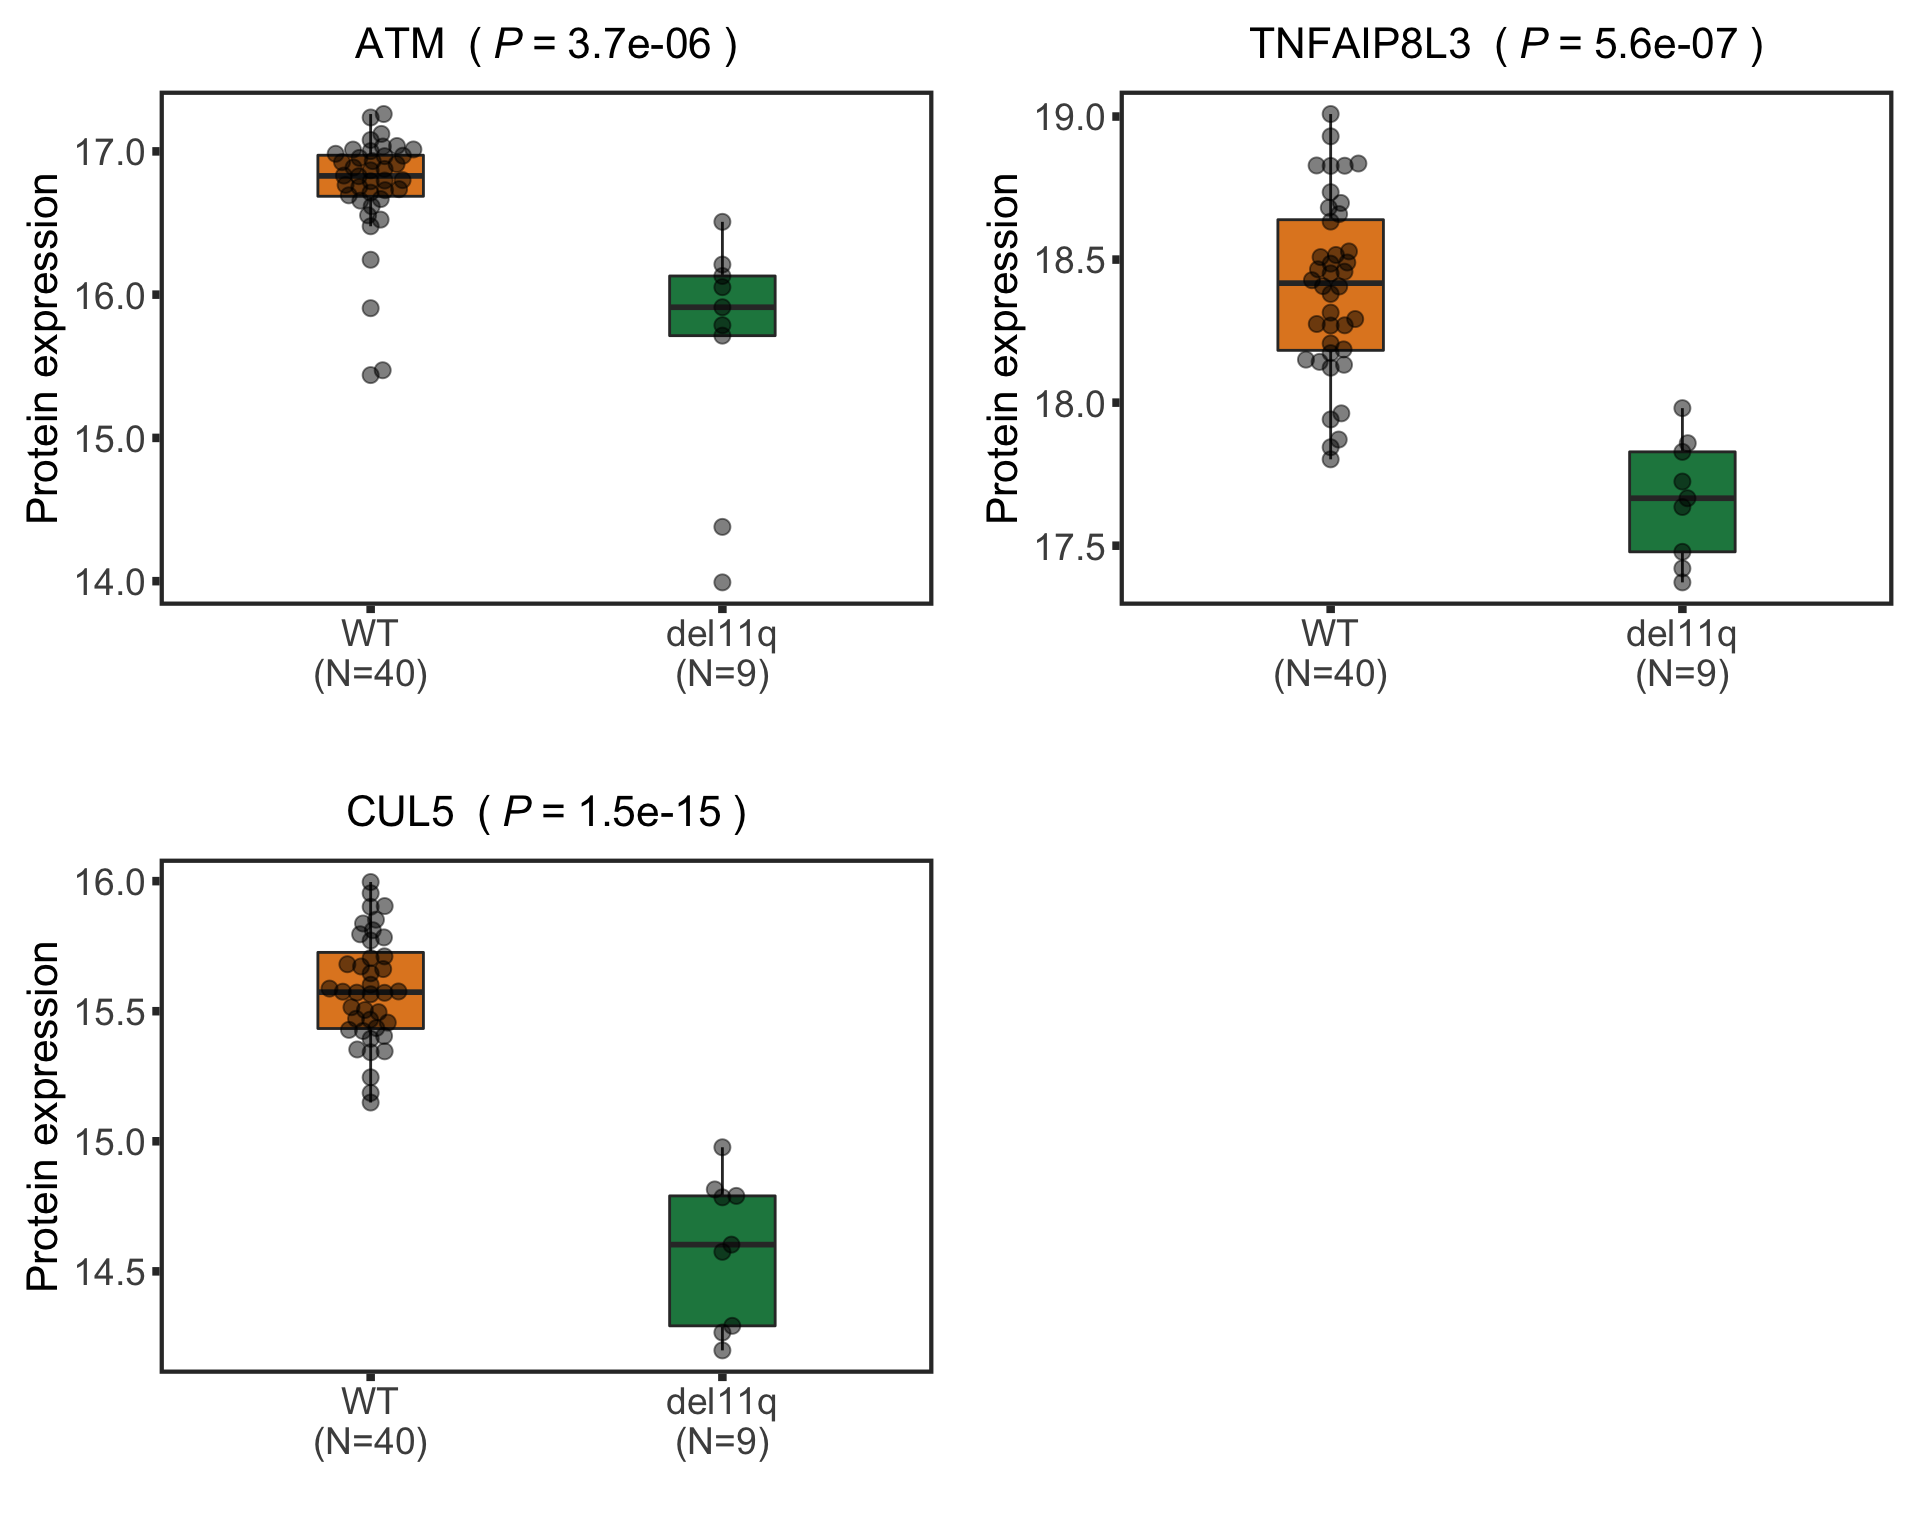 ATM ( P = 3.7e-06 )
Protein expression
17.0
16.0
15.0
14.0
WT
(N=40)
del11q
(N=9)
TNFAIP8L3 ( P = 5.6e-07 )
Protein expression
19.0
18.5
18.0
17.5
WT
(N=40)
del11q
(N=9)
CUL5 ( P = 1.5e-15 )
Protein expression
16.0
15.5
15.0
14.5
WT
(N=40)
del11q
(N=9)